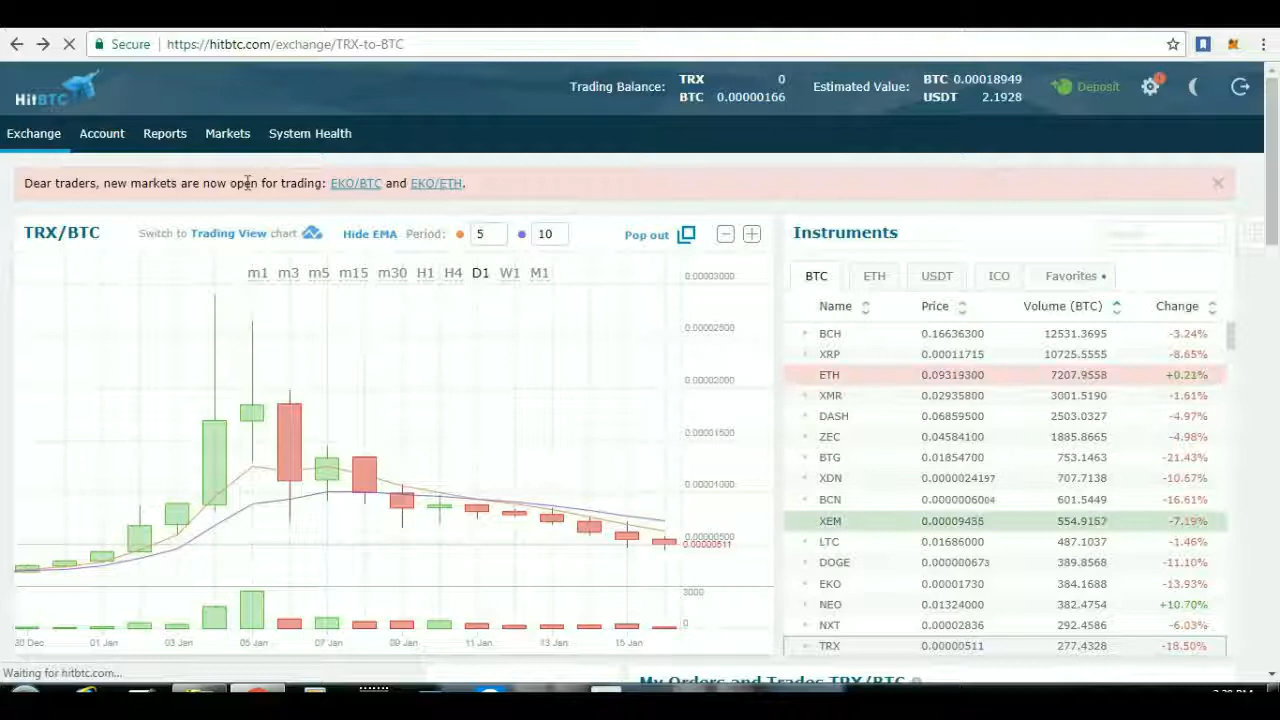 Secure
https://hitbtc.com/exchange/TRX-to-BTC
HitBTC
Trading Balance:
TRX 0
BTC 0.00000166
Estimated Value:
BTC 0.00018949
USDT 2.1928
Deposit
Exchange Account Reports Markets System Health
Dear traders, new markets are now open for trading: EKO/BTC and EKO/ETH.
TRX/BTC
Switch to Trading View chart
Hide EMA Period: 5 10
Pop out
m1 m3 m5 m15 m30 H1 H4 D1 W1 M1
0.00003000
0.00002500
0.00002000
0.00001500
0.00001000
0.00000500
0.00000511
3000
0
30 Dec 01 Jan 03 Jan 05 Jan 07 Jan 09 Jan 11 Jan 13 Jan 15 Jan
Instruments
BTC ETH USDT ICO Favorites
Name Price Volume (BTC) Change
BCH 0.16636300 12531.3695 -3.24%
XRP 0.00011715 10725.5555 -8.65%
ETH 0.09319300 7207.9558 +0.21%
XMR 0.02935800 3001.5190 -1.61%
DASH 0.06859500 2503.0327 -4.97%
ZEC 0.04584100 1885.8665 -4.98%
BTG 0.01854700 753.1463 -21.43%
XDN 0.0000024197 707.7138 -10.67%
BCN 0.0000006004 601.5449 -16.61%
XEM 0.00009435 554.9157 -7.19%
LTC 0.01686000 487.1037 -1.46%
DOGE 0.000000673 389.8568 -11.10%
EKO 0.00001730 384.1688 -13.93%
NEO 0.01324000 382.4754 +10.70%
NXT 0.00002836 292.4586 -6.03%
TRX 0.00000511 277.4328 -18.50%
My Orders and Trades TRX/BTC
Waiting for hitbtc.com...